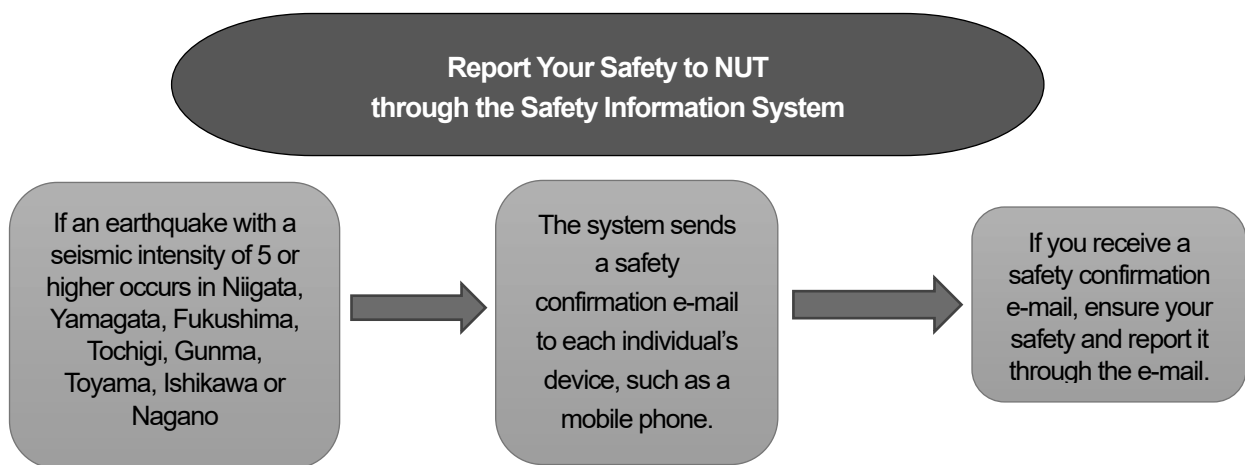 Report Your Safety to NUT
through the Safety Information System
If an earthquake with a
seismic intensity of 5 or
higher occurs in Niigata,
Yamagata, Fukushima,
Tochigi, Gunma,
Toyama, Ishikawa or
Nagano
The system sends
a safety
confirmation e-mail
to each individual’s
device, such as a
mobile phone.
If you receive a
safety confirmation
e-mail, ensure your
safety and report it
through the e-mail.